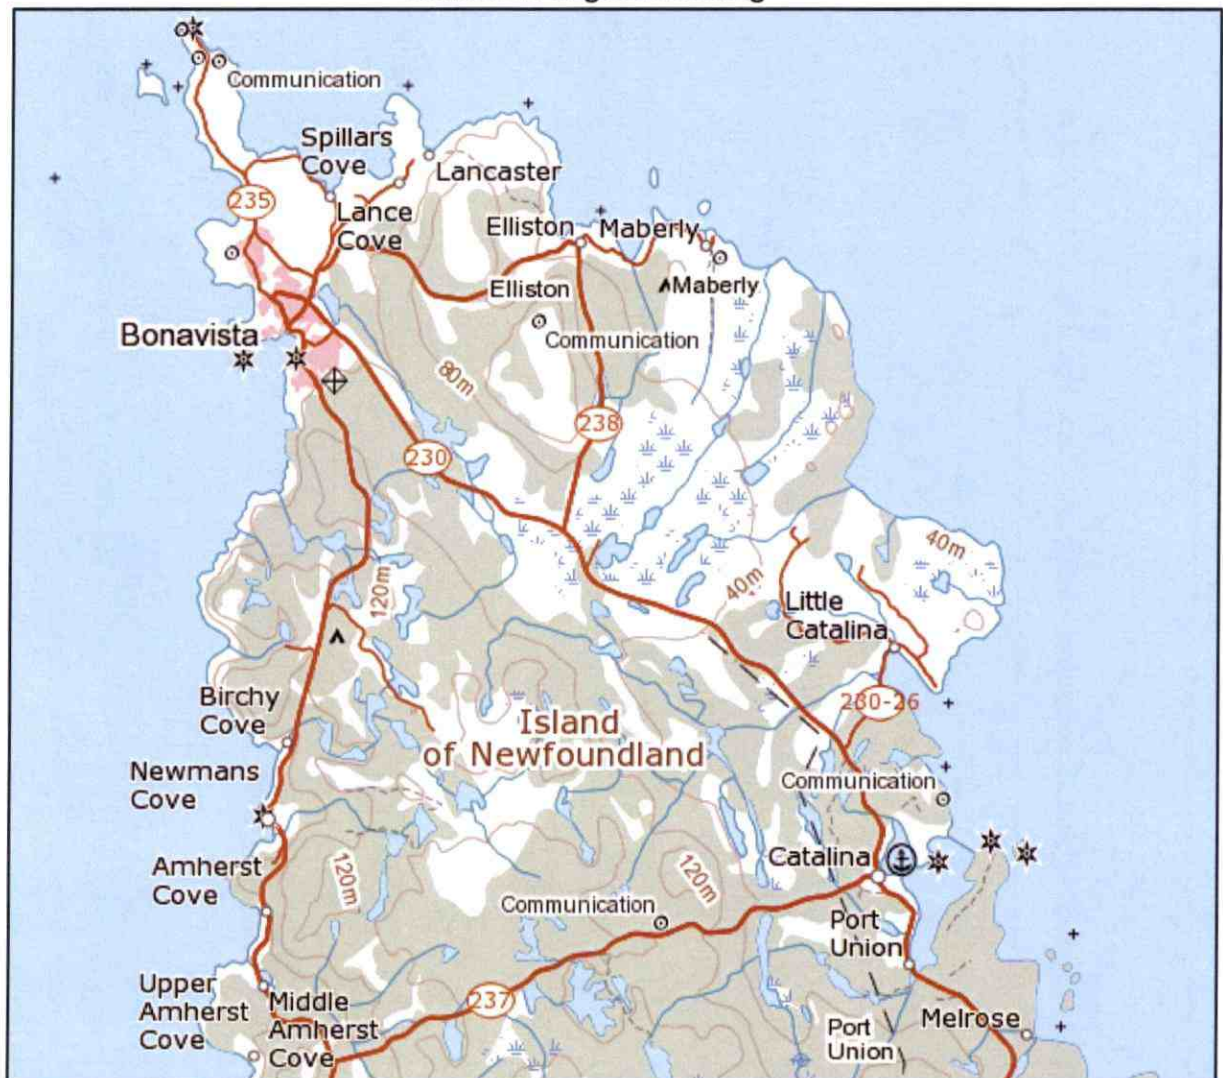 Communication
Spillars
Cove
Lancaster
235
Lance
Cove
Elliston
Maberly
Elliston
Maberly
Bonavista
Communication
80m
238
230
40m
120m
40m
Little
Catalina
230-26
Birchy
Cove
Island
of Newfoundland
Newmans
Cove
Communication
Amherst
Cove
120m
120m
Catalina
Communication
Port
Union
Upper
Amherst
Cove
Middle
Amherst
Cove
237
Port
Union
Melrose